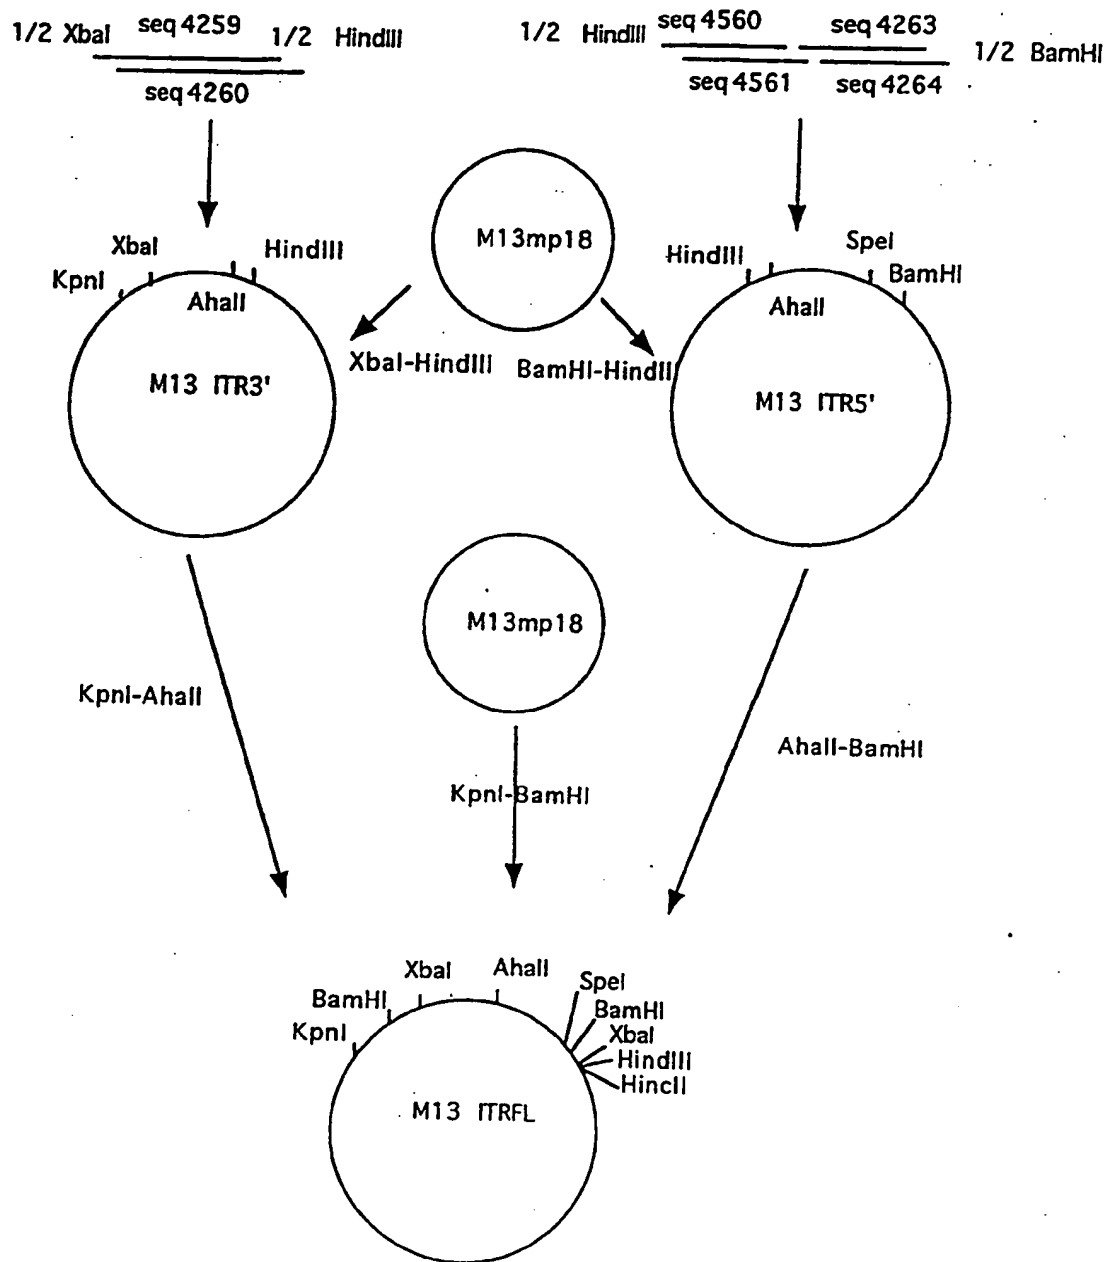 1/2 XbaI seq 4259 1/2 HindIII
seq 4260
1/2 HindIII seq 4560 seq 4263 1/2 BamHI
seq 4561 seq 4264
M13mp18
KpnI XbaI AhaII HindIII
M13 ITR3'
HindIII AhaII SpeI BamHI
M13 ITR5'
XbaI-HindIII BamHI-HindII
M13mp18
KpnI-AhaII
KpnI-BamHI
AhaII-BamHI
KpnI BamHI XbaI AhaII SpeI
BamHI
XbaI
HindIII
HincII
M13 ITRFL